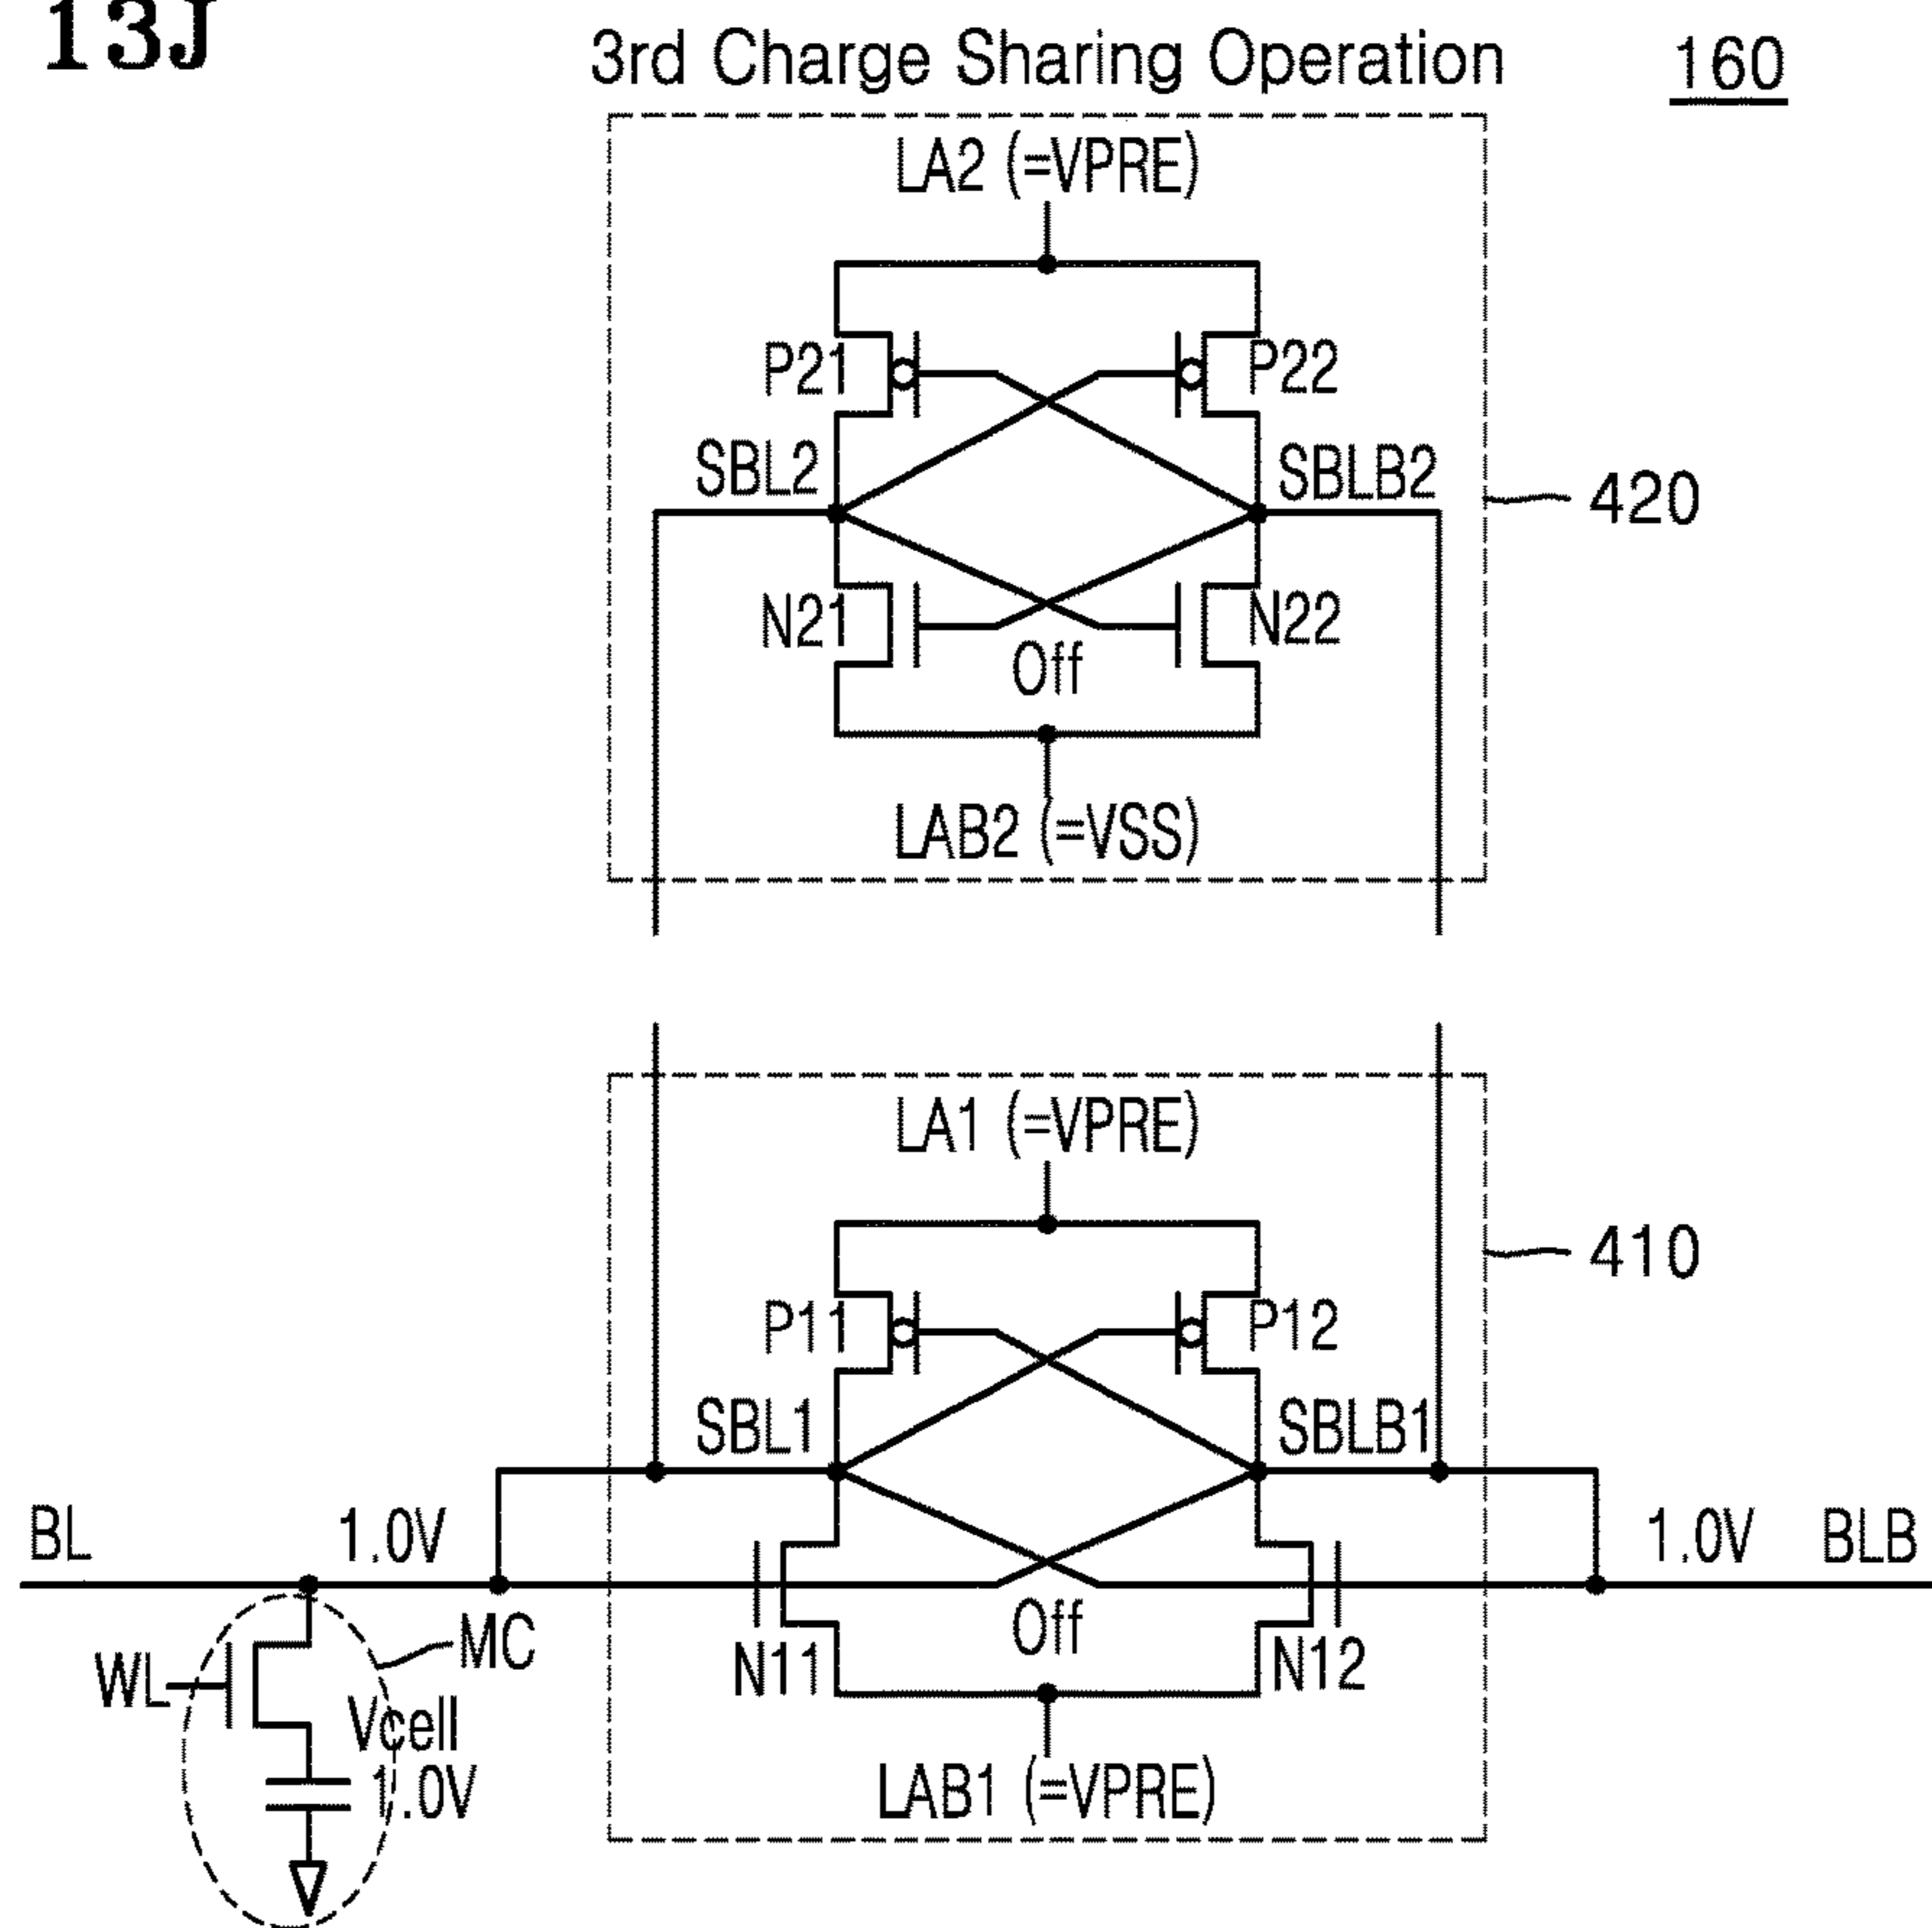 13J
3rd Charge Sharing Operation
160
LA2 (=VPRE)
P21
P22
SBL2
SBLB2
420
N21
N22
Off
LAB2 (=VSS)
LA1 (=VPRE)
410
P11
P12
SBL1
SBLB1
BL
1.0V
1.0V
BLB
Off
MC
WL
N11
N12
Vcell
1.0V
LAB1 (=VPRE)